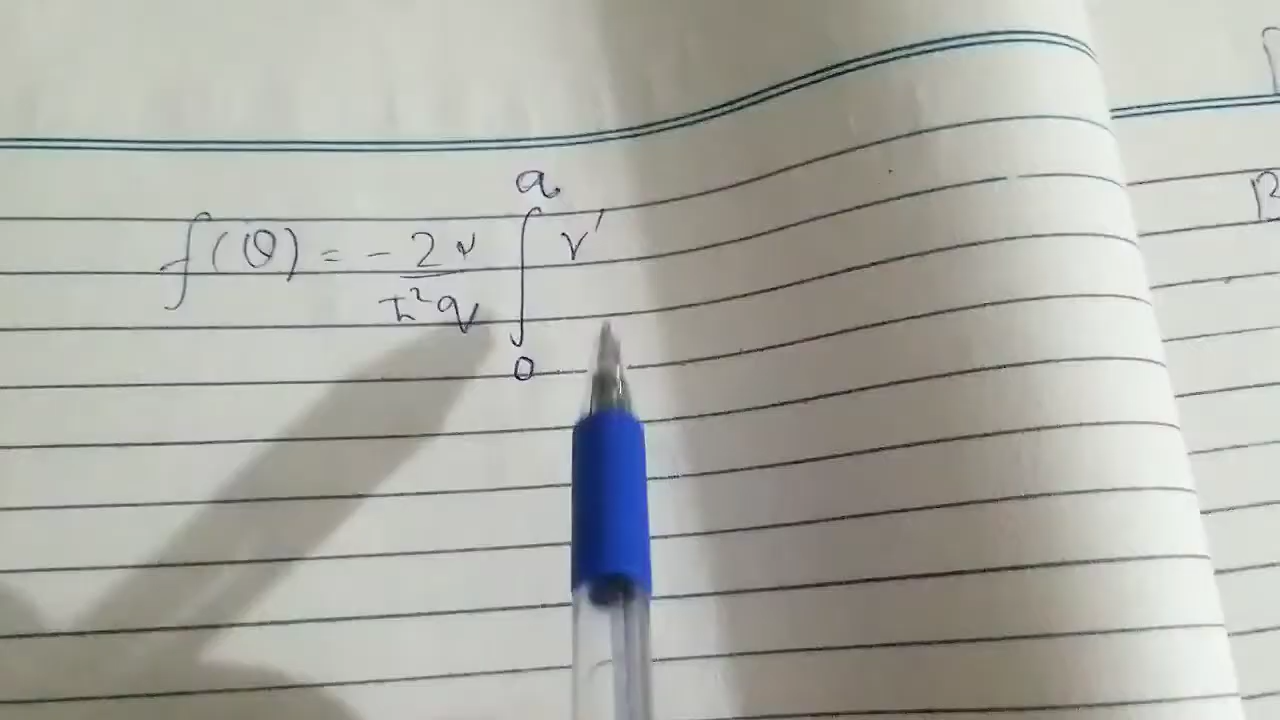 f(θ) = -2μ/ħ²q ∫₀ᵃ r'